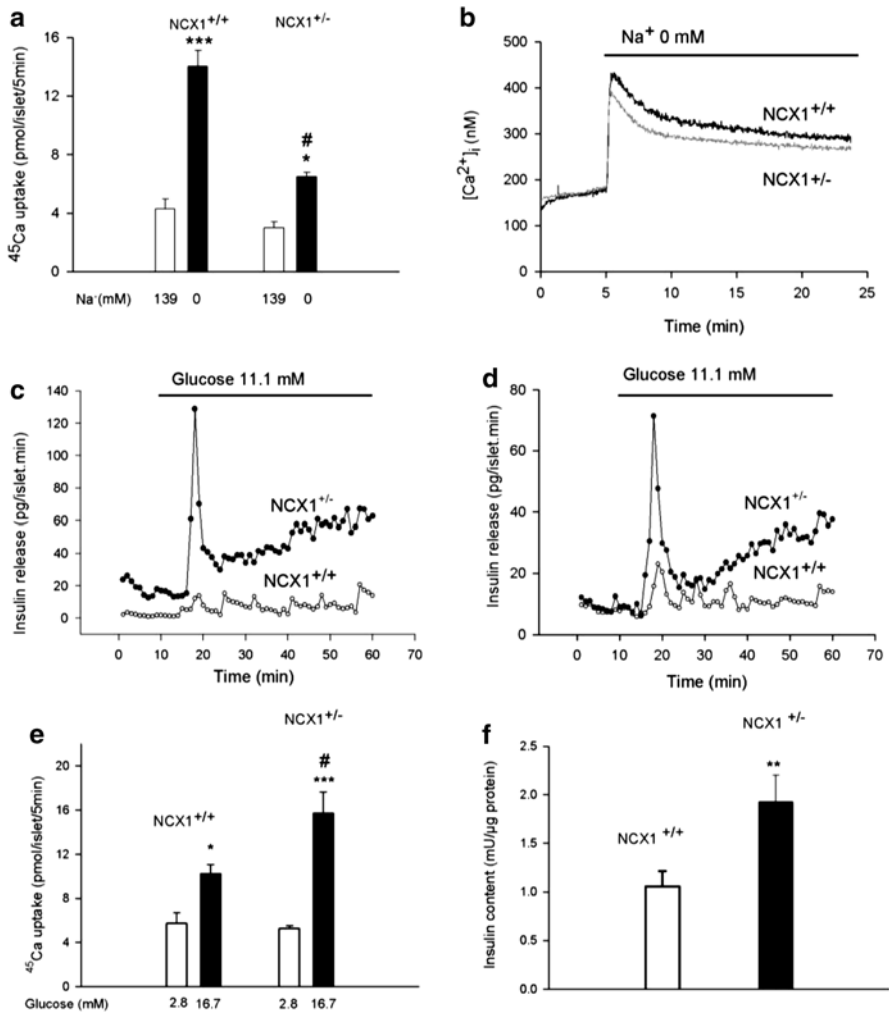 a
NCX1+/+
NCX1+/-
***
#
*
45Ca uptake (pmol/islet/5min)
16
12
8
4
0
Na+(mM) 139 0 139 0
b
Na+ 0 mM
500
400
300
200
100
0
[Ca2+]i (nM)
NCX1+/+
NCX1+/-
0 5 10 15 20 25
Time (min)
c
Glucose 11.1 mM
140
120
100
80
60
40
20
0
Insulin release (pg/islet.min)
NCX1+/-
NCX1+/+
0 10 20 30 40 50 60 70
Time (min)
d
Glucose 11.1 mM
80
60
40
20
0
Insulin release (pg/islet.min)
NCX1+/-
NCX1+/+
0 10 20 30 40 50 60 70
Time (min)
e
NCX1+/-
#
***
NCX1+/+
*
20
16
12
8
4
0
45Ca uptake (pmol/islet/5min)
Glucose (mM) 2.8 16.7 2.8 16.7
f
NCX1 +/-
**
NCX1 +/+
2.5
2.0
1.5
1.0
0.5
0.0
Insulin content (mU/µg protein)